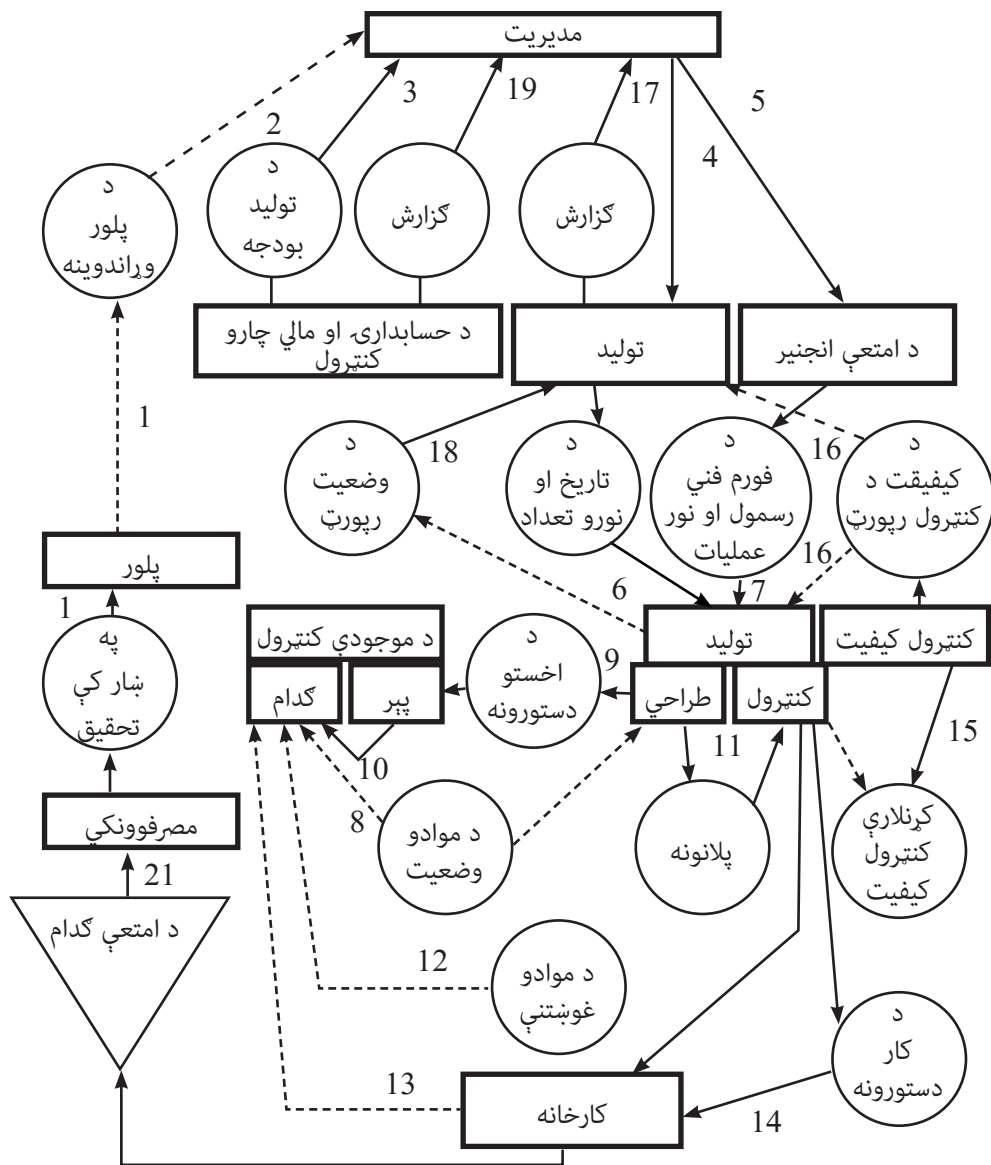 مدیریت
5
17
19
3
2
4
د
تولید
بودجه
ګزارش
ګزارش
د
پلور
وړاندوینه
د حسابدارۍ او مالي چارو
کنټرول
تولید
د امتعې انجنیر
1
18
16
د
وضعیت
رپورټ
د
تاریخ او
نورو تعداد
د
فورم فني
رسمول او نور
عملیات
د
کیفیقت د
کنټرول رپورټ
16
پلور
6
7
1
د موجودې کنټرول
ګدام
پېر
د
اخستو
دستورونه
9
تولید
طراحي
کنټرول
کنټرول کیفیت
په
ښار کې
تحقیق
10
11
15
مصرفوونکي
8
د موادو
وضعیت
پلانونه
کړنلارې
کنټرول
کیفیت
21
د امتعې ګدام
12
د موادو
غوښتنې
د
کار
دستورونه
13
کارخانه
14